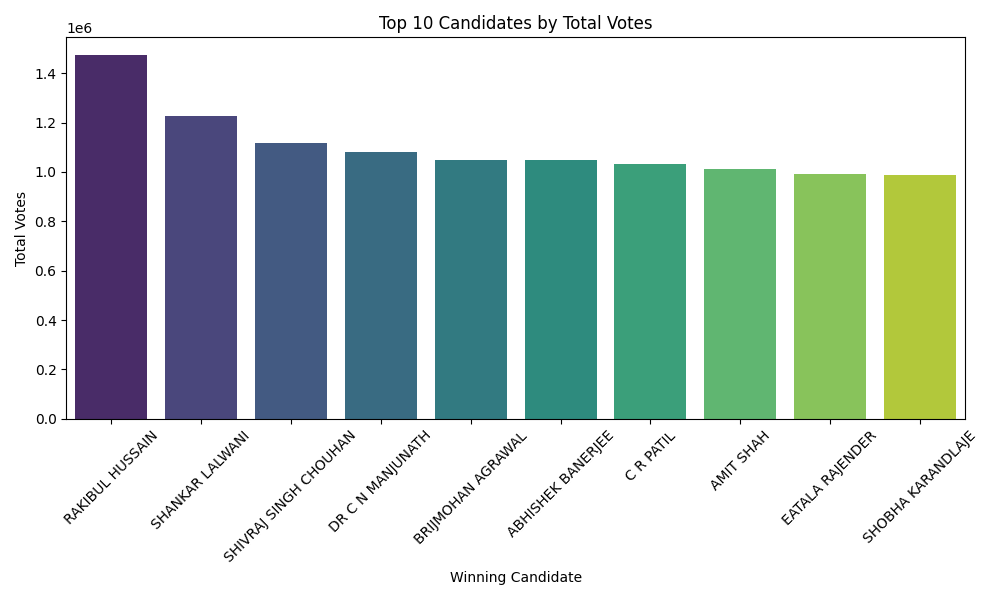 Top 10 Candidates by Total Votes
1e6
1.4
1.2
1.0
0.8
0.6
0.4
0.2
0.0
Total Votes
RAKIBUL HUSSAIN
SHANKAR LALWANI
SHIVRAJ SINGH CHOUHAN
DR C N MANJUNATH
BRIJMOHAN AGRAWAL
ABHISHEK BANERJEE
C R PATIL
AMIT SHAH
EATALA RAJENDER
SHOBHA KARANDLAJE
Winning Candidate